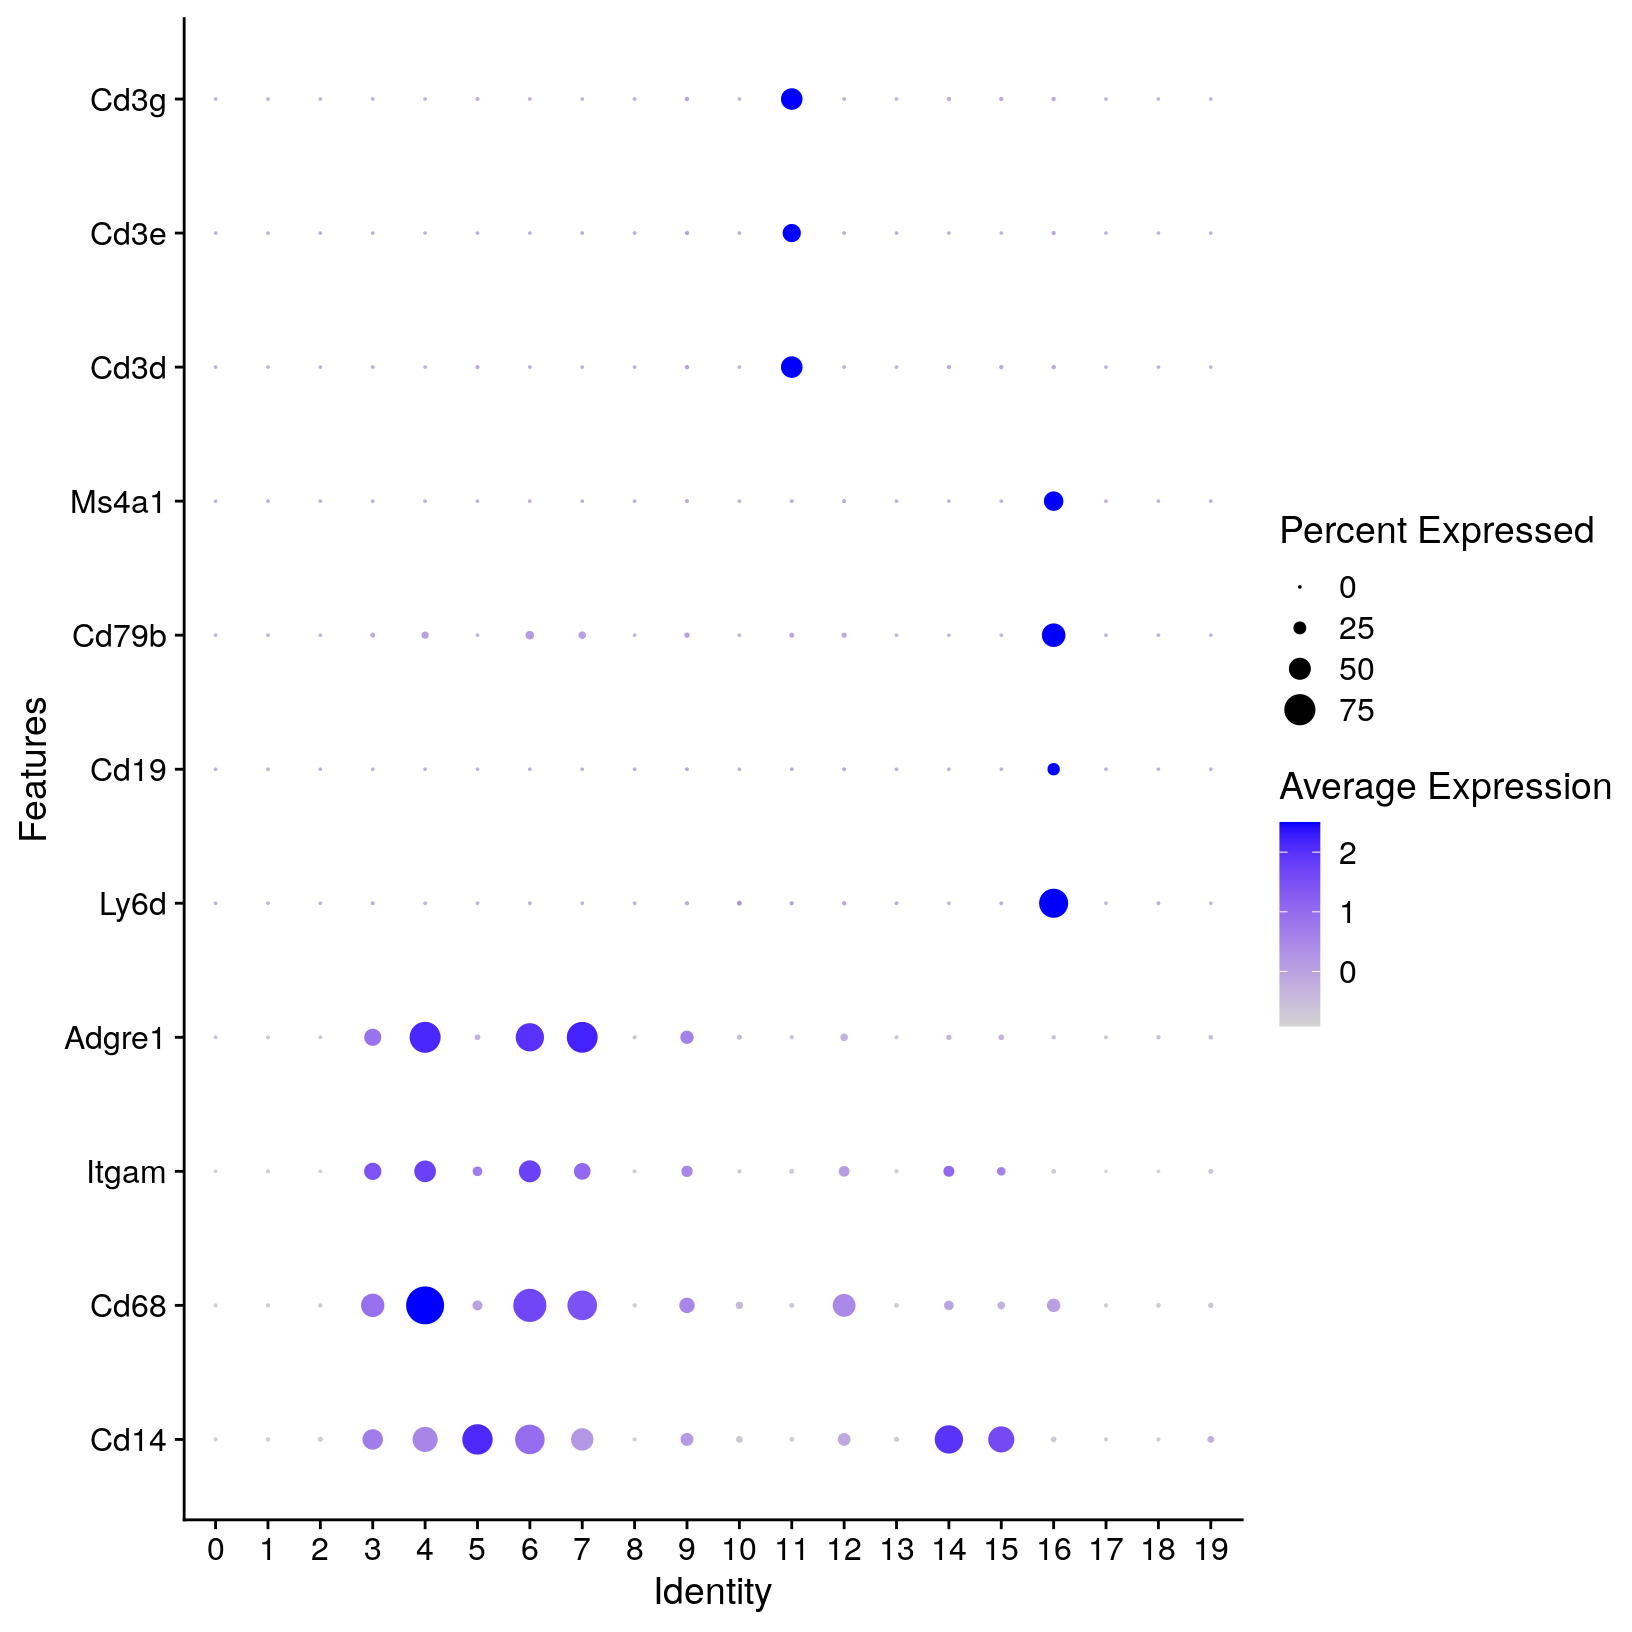 Cd3g
Cd3e
Cd3d
Ms4a1
Cd79b
Cd19
Ly6d
Adgre1
Itgam
Cd68
Cd14
Features
0 1 2 3 4 5 6 7 8 9 10 11 12 13 14 15 16 17 18 19
Identity
Percent Expressed
0
25
50
75
Average Expression
2
1
0